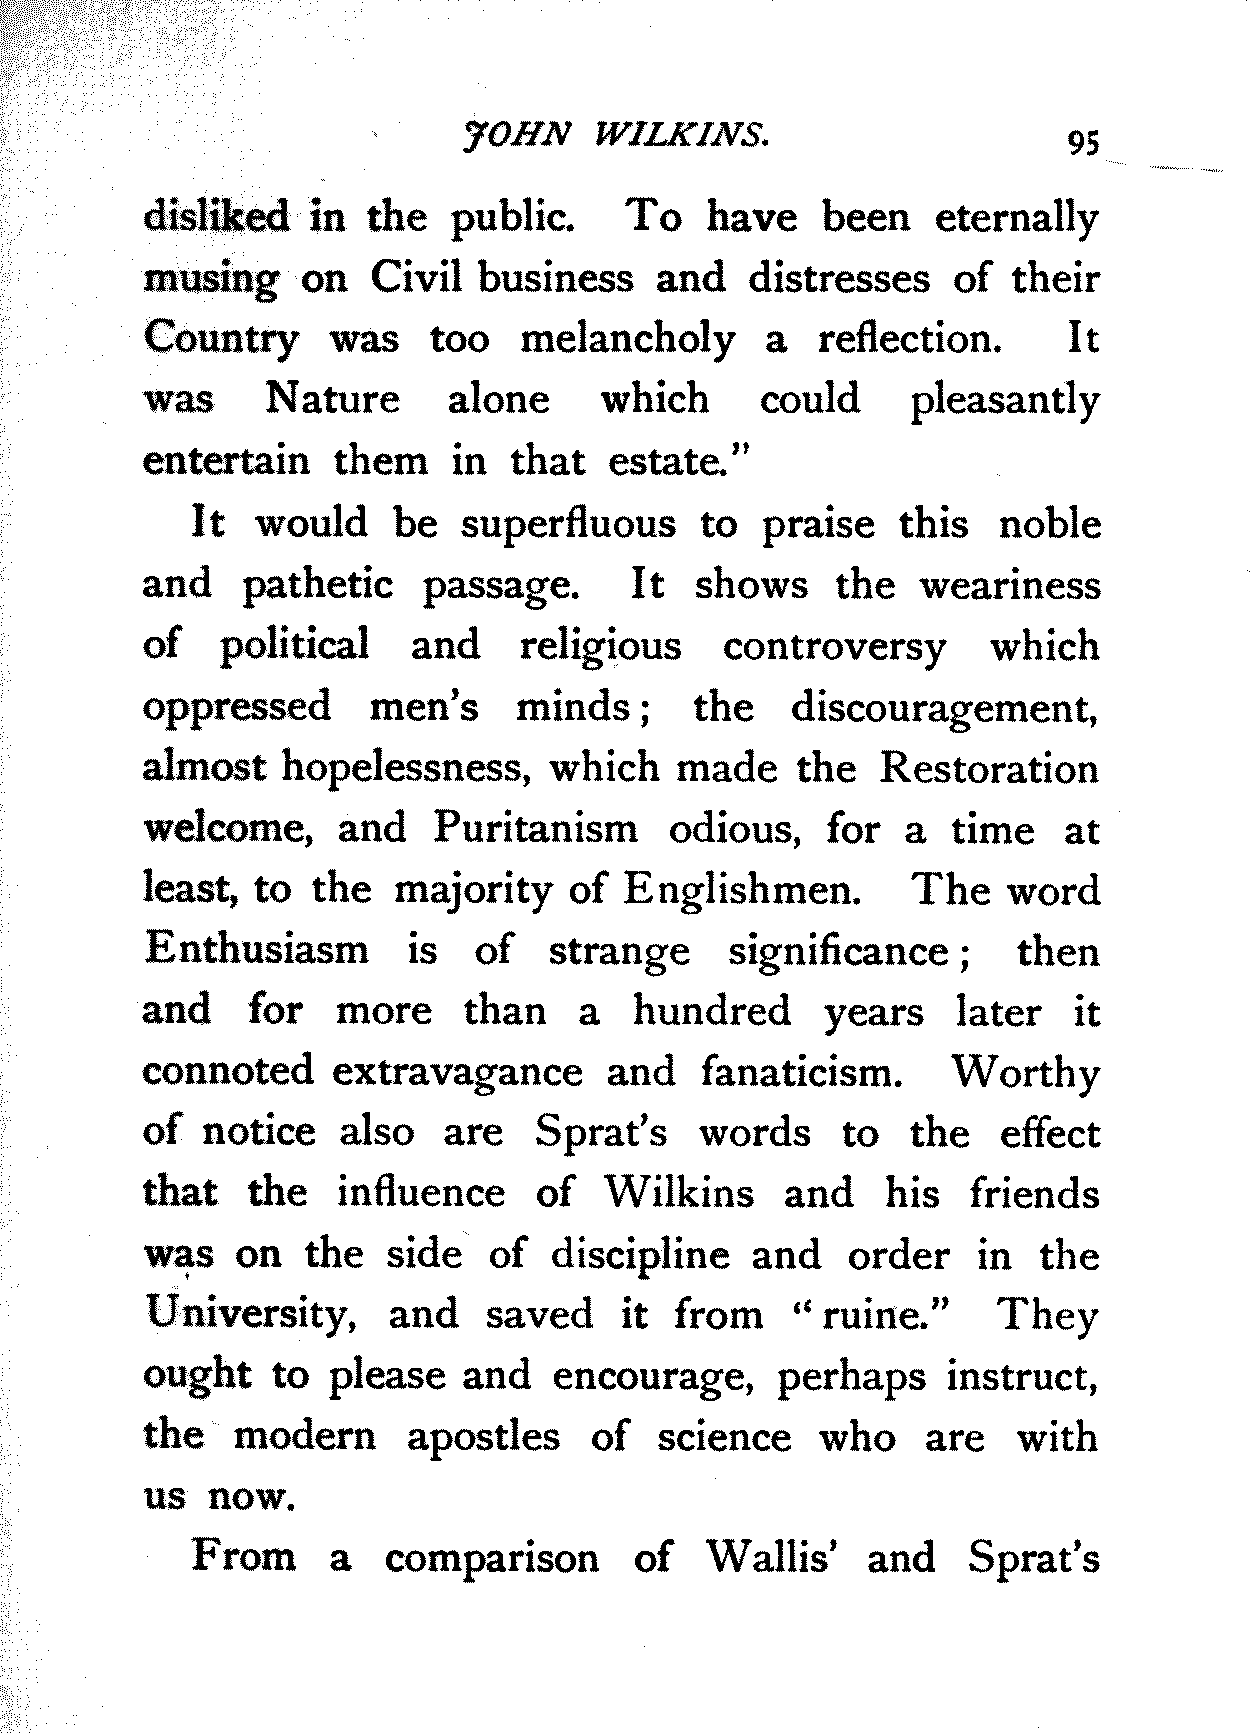 JOHN WILKINS. 95
disliked in the public. To have been eternally
musing on Civil business and distresses of their
Country was too melancholy a reflection. It
was Nature alone which could pleasantly
entertain them in that estate."
It would be superfluous to praise this noble
and pathetic passage. It shows the weariness
of political and religious controversy which
oppressed men's minds; the discouragement,
almost hopelessness, which made the Restoration
welcome, and Puritanism odious, for a time at
least, to the majority of Englishmen. The word
Enthusiasm is of strange significance; then
and for more than a hundred years later it
connoted extravagance and fanaticism. Worthy
of notice also are Sprat's words to the effect
that the influence of Wilkins and his friends
was on the side of discipline and order in the
University, and saved it from "ruine." They
ought to please and encourage, perhaps instruct,
the modern apostles of science who are with
us now.
From a comparison of Wallis' and Sprat's